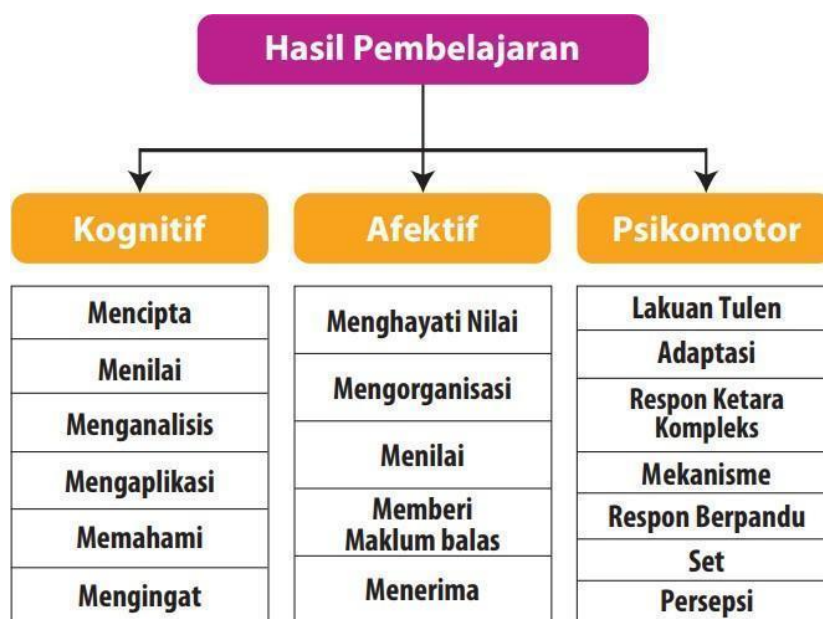 Hasil Pembelajaran
Kognitif
Mencipta
Menilai
Menganalisis
Mengaplikasi
Memahami
Mengingat
Afektif
Menghayati Nilai
Mengorganisasi
Menilai
Memberi
Maklum balas
Menerima
Psikomotor
Lakuan Tulen
Adaptasi
Respon Ketara
Kompleks
Mekanisme
Respon Berpandu
Set
Persepsi